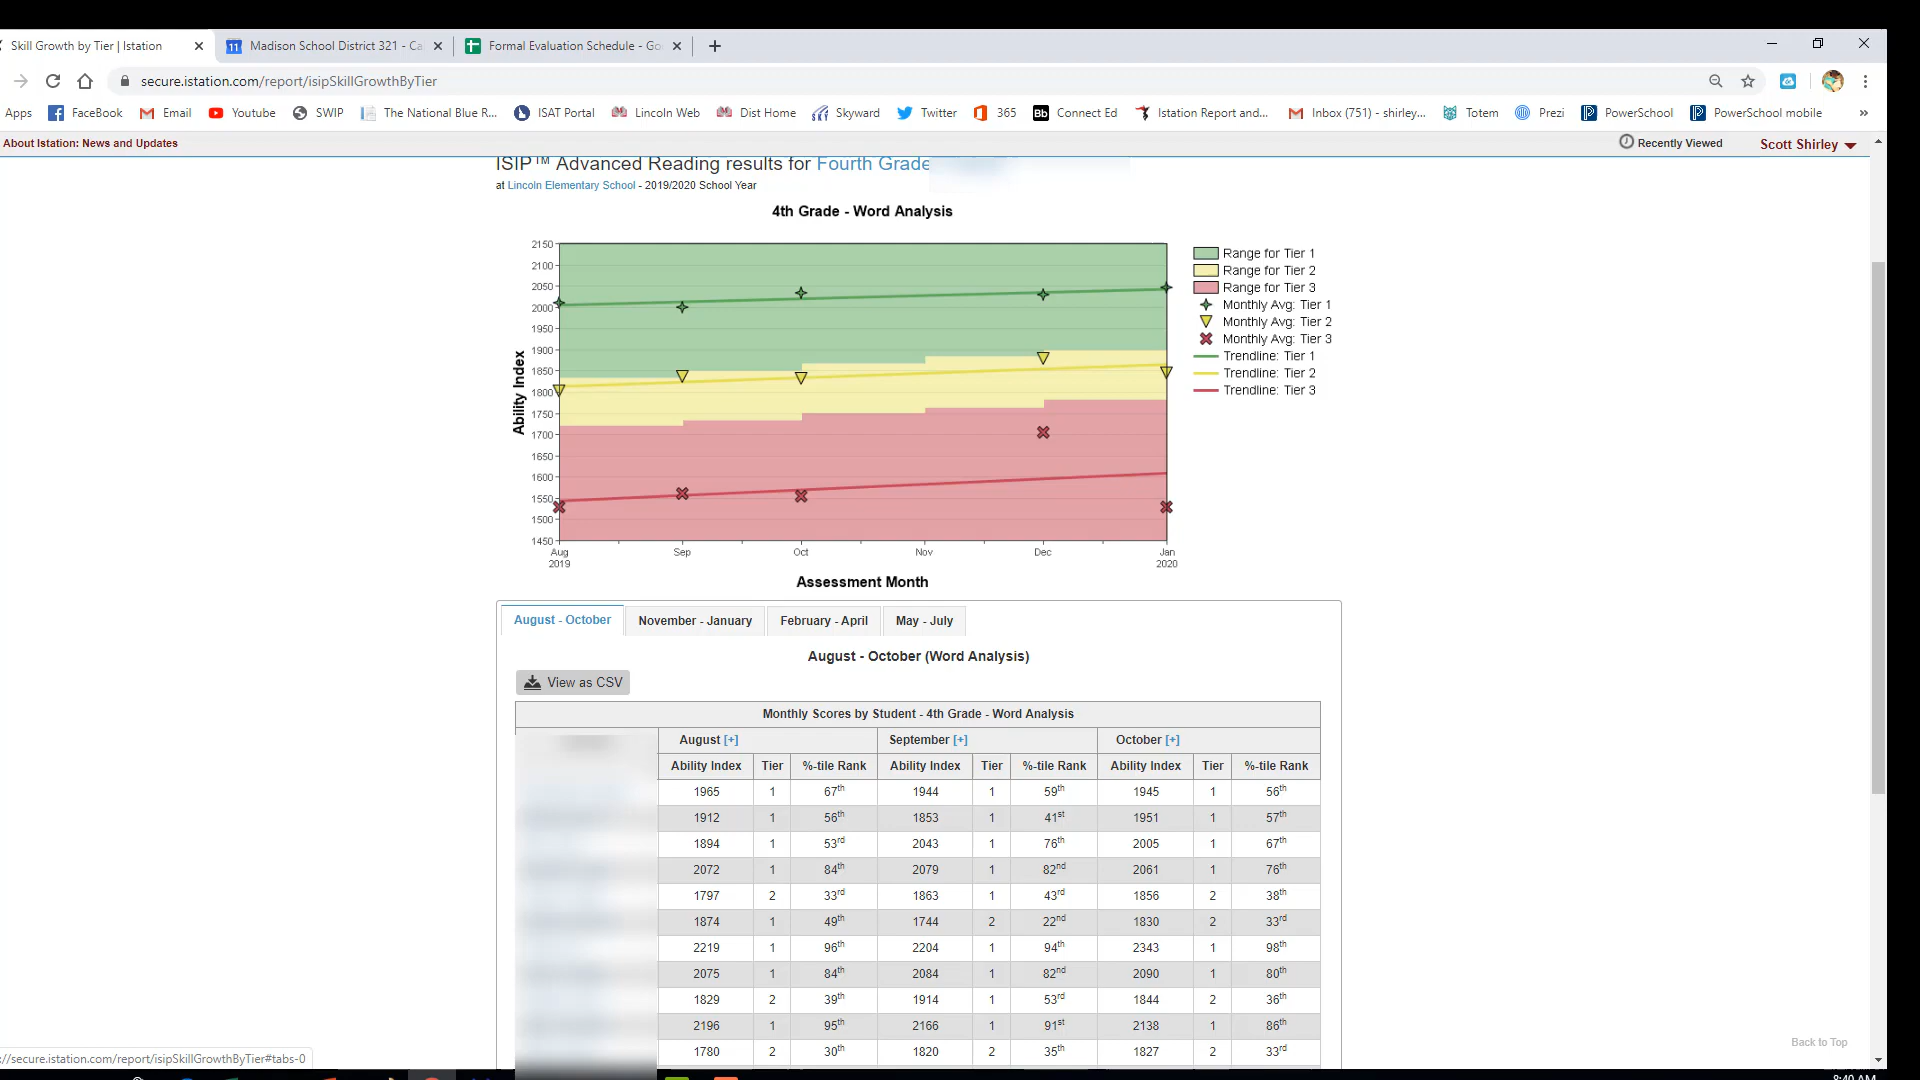 Skill Growth by Tier | Istation
Madison School District 321 - Ca
Formal Evaluation Schedule - Go
secure.istation.com/report/isipSkillGrowthByTier
Apps FaceBook Email Youtube SWIP The National Blue R... ISAT Portal Lincoln Web Dist Home Skyward Twitter 365 Connect Ed Istation Report and... Inbox (751) - shirley... Totem Prezi PowerSchool PowerSchool mobile »
About Istation: News and Updates
Recently Viewed
Scott Shirley
ISIP™ Advanced Reading results for Fourth Grade
at Lincoln Elementary School - 2019/2020 School Year
4th Grade - Word Analysis
2150
2100
2050
2000
1950
1900
1850
1800
1750
1700
1650
1600
1550
1500
1450
Ability Index
Aug Sep Oct Nov Dec Jan
2019 2020
Assessment Month
Range for Tier 1
Range for Tier 2
Range for Tier 3
Monthly Avg: Tier 1
Monthly Avg: Tier 2
Monthly Avg: Tier 3
Trendline: Tier 1
Trendline: Tier 2
Trendline: Tier 3
August - October November - January February - April May - July
August - October (Word Analysis)
View as CSV
Monthly Scores by Student - 4th Grade - Word Analysis
August [+] September [+] October [+]
Ability Index Tier %-tile Rank Ability Index Tier %-tile Rank Ability Index Tier %-tile Rank
1965 1 67th 1944 1 59th 1945 1 56th
1912 1 56th 1853 1 41st 1951 1 57th
1894 1 53rd 2043 1 76th 2005 1 67th
2072 1 84th 2079 1 82nd 2061 1 76th
1797 2 33rd 1863 1 43rd 1856 2 38th
1874 1 49th 1744 2 22nd 1830 2 33rd
2219 1 96th 2204 1 94th 2343 1 98th
2075 1 84th 2084 1 82nd 2090 1 80th
1829 2 39th 1914 1 53rd 1844 2 36th
2196 1 95th 2166 1 91st 2138 1 86th
1780 2 30th 1820 2 35th 1827 2 33rd
Back to Top
://secure.istation.com/report/isipSkillGrowthByTier#tabs-0
8:40 AM